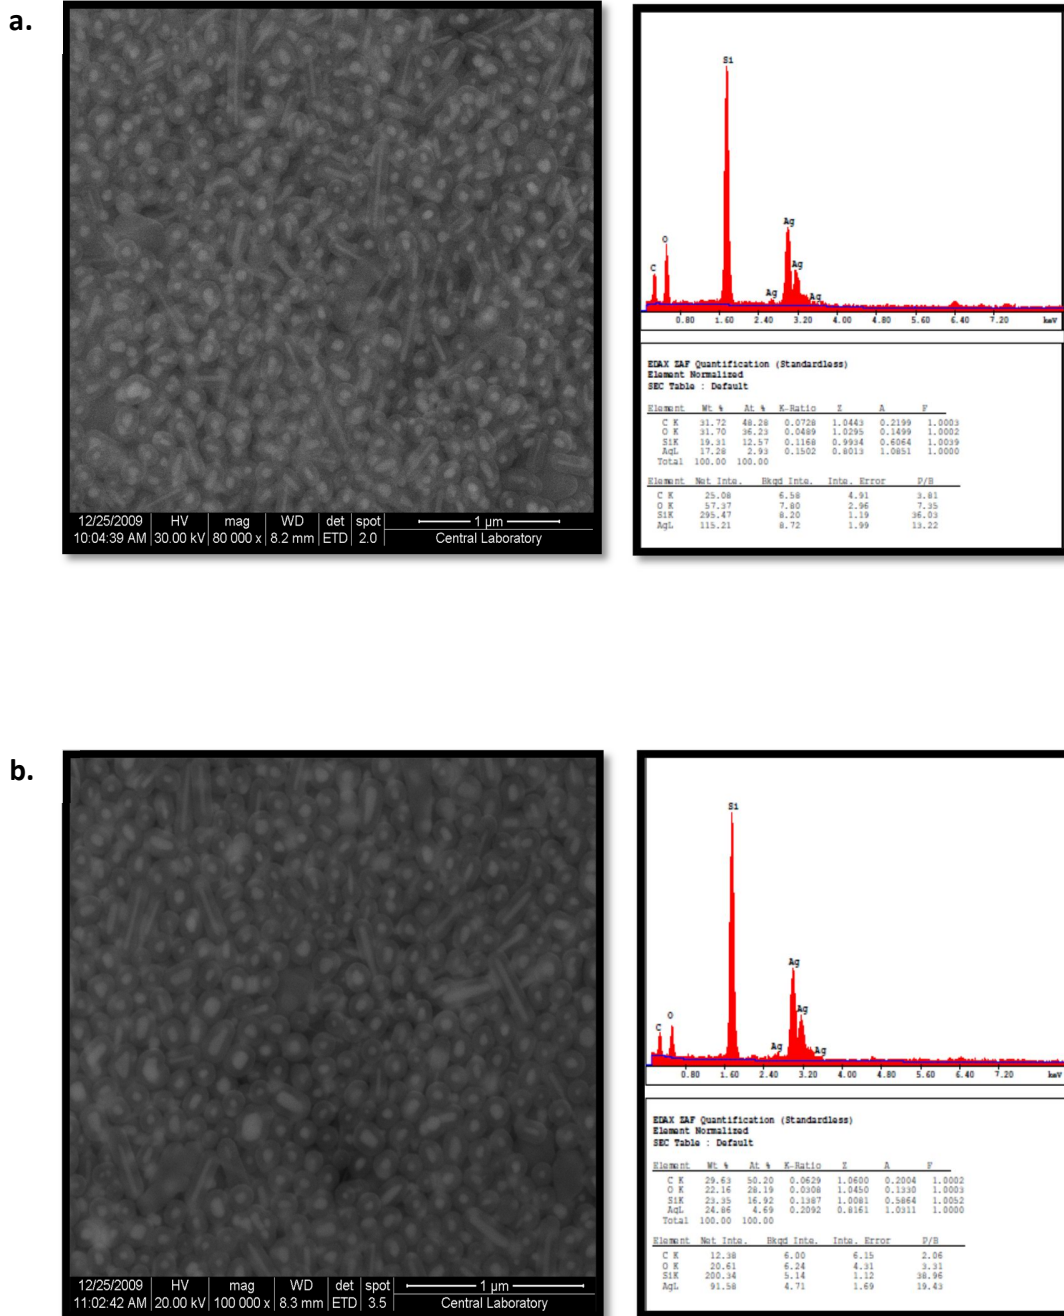 a.
12/25/2009 HV mag WD det spot 1 µm
10:04:39 AM 30.00 kV 80 000 x 8.2 mm ETD 2.0 Central Laboratory
Si
Ag
O
Ag
C
Ag
Ag
0.80 1.60 2.40 3.20 4.00 4.80 5.60 6.40 7.20 keV
EDAX ZAF Quantification (Standardless)
Element Normalized
SEC Table : Default
Element Wt % At % K-Ratio Z A F
C K 31.72 48.28 0.0728 1.0443 0.2199 1.0003
O K 31.70 36.23 0.0489 1.0295 0.1499 1.0002
SiK 19.31 12.57 0.1168 0.9934 0.6064 1.0039
AgL 17.28 2.93 0.1502 0.8013 1.0851 1.0000
Total 100.00 100.00
Element Net Inte. Bkgd Inte. Inte. Error P/B
C K 25.08 6.58 4.91 3.81
O K 57.37 7.80 2.96 7.35
SiK 295.47 8.20 1.19 36.03
AgL 115.21 8.72 1.99 13.22
b.
12/25/2009 HV mag WD det spot 1 µm
11:02:42 AM 20.00 kV 100 000 x 8.3 mm ETD 3.5 Central Laboratory
Si
Ag
Ag
O
C
Ag
Ag
0.80 1.60 2.40 3.20 4.00 4.80 5.60 6.40 7.20 keV
EDAX ZAF Quantification (Standardless)
Element Normalized
SEC Table : Default
Element Wt % At % K-Ratio Z A F
C K 29.63 50.20 0.0629 1.0600 0.2004 1.0002
O K 22.16 28.19 0.0308 1.0450 0.1330 1.0003
SiK 23.35 16.92 0.1387 1.0081 0.5864 1.0052
AgL 24.86 4.69 0.2092 0.8161 1.0311 1.0000
Total 100.00 100.00
Element Net Inte. Bkgd Inte. Inte. Error P/B
C K 12.38 6.00 6.15 2.06
O K 20.61 6.24 4.31 3.31
SiK 200.34 5.14 1.12 38.96
AgL 91.58 4.71 1.69 19.43